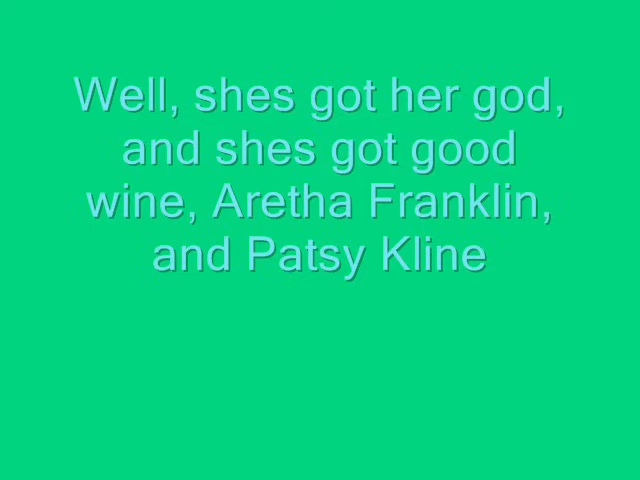 Well, shes got her god,
and shes got good
wine, Aretha Franklin,
and Patsy Kline